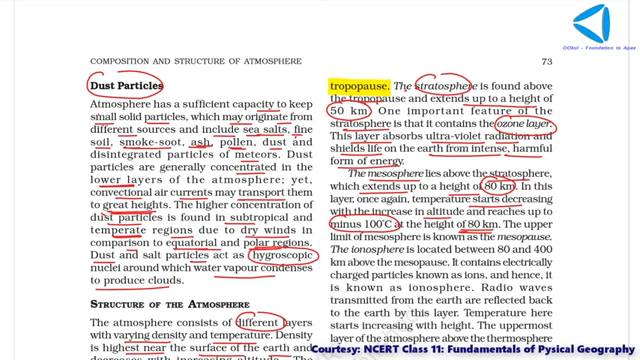 OOkul - Foundation to Apex
COMPOSITION AND STRUCTURE OF ATMOSPHERE
73
Dust Particles
Atmosphere has a sufficient capacity to keep
small solid particles, which may originate from
different sources and include sea salts, fine
soil, smoke-soot, ash, pollen, dust and
disintegrated particles of meteors. Dust
particles are generally concentrated in the
lower layers of the atmosphere; yet,
convectional air currents may transport them
to great heights. The higher concentration of
dust particles is found in subtropical and
temperate regions due to dry winds in
comparison to equatorial and polar regions.
Dust and salt particles act as hygroscopic
nuclei around which water vapour condenses
to produce clouds.
STRUCTURE OF THE ATMOSPHERE
The atmosphere consists of different layers
with varying density and temperature. Density
is highest near the surface of the earth and
decreases with increasing altitude. The
tropopause. The stratosphere is found above
the tropopause and extends up to a height of
50 km. One important feature of the
stratosphere is that it contains the ozone layer.
This layer absorbs ultra-violet radiation and
shields life on the earth from intense, harmful
form of energy.
The mesosphere lies above the stratosphere,
which extends up to a height of 80 km. In this
layer, once again, temperature starts decreasing
with the increase in altitude and reaches up to
minus 100°C at the height of 80 km. The upper
limit of mesosphere is known as the mesopause.
The ionosphere is located between 80 and 400
km above the mesopause. It contains electrically
charged particles known as ions, and hence, it
is known as ionosphere. Radio waves
transmitted from the earth are reflected back
to the earth by this layer. Temperature here
starts increasing with height. The uppermost
layer of the atmosphere above the thermosphere
Courtesy: NCERT Class 11: Fundamentals of Pysical Geography